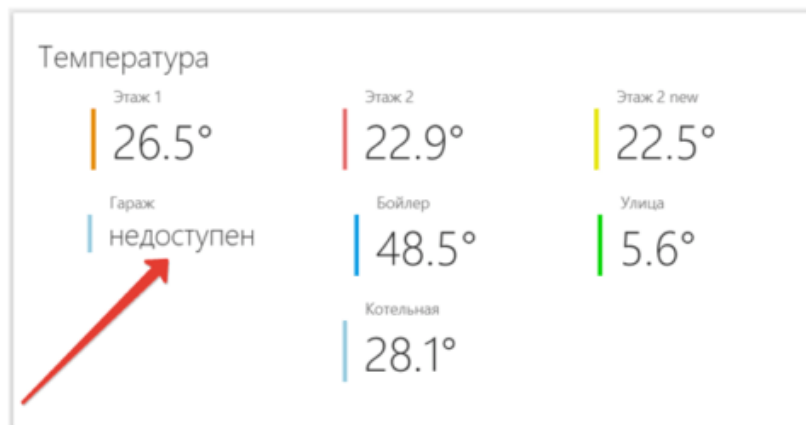 Температура
Этаж 1
26.5°
Этаж 2
22.9°
Этаж 2 new
22.5°
Гараж
недоступен
Бойлер
48.5°
Улица
5.6°
Котельная
28.1°